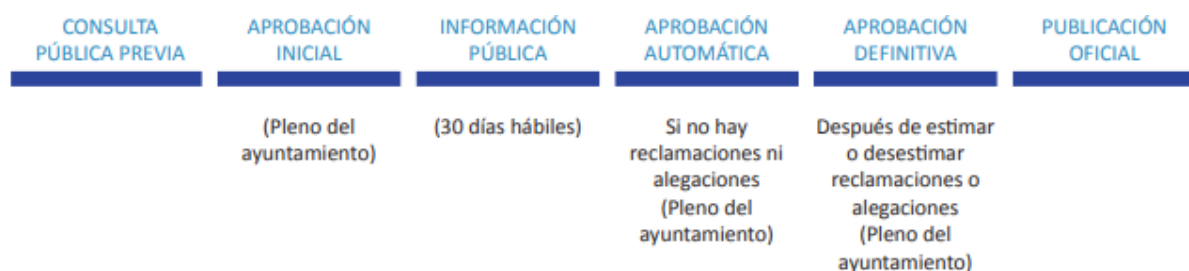 CONSULTA
PÚBLICA PREVIA
APROBACIÓN
INICIAL
(Pleno del
ayuntamiento)
INFORMACIÓN
PÚBLICA
(30 días hábiles)
APROBACIÓN
AUTOMÁTICA
Si no hay
reclamaciones ni
alegaciones
(Pleno del
ayuntamiento)
APROBACIÓN
DEFINITIVA
Después de estimar
o desestimar
reclamaciones o
alegaciones
(Pleno del
ayuntamiento)
PUBLICACIÓN
OFICIAL